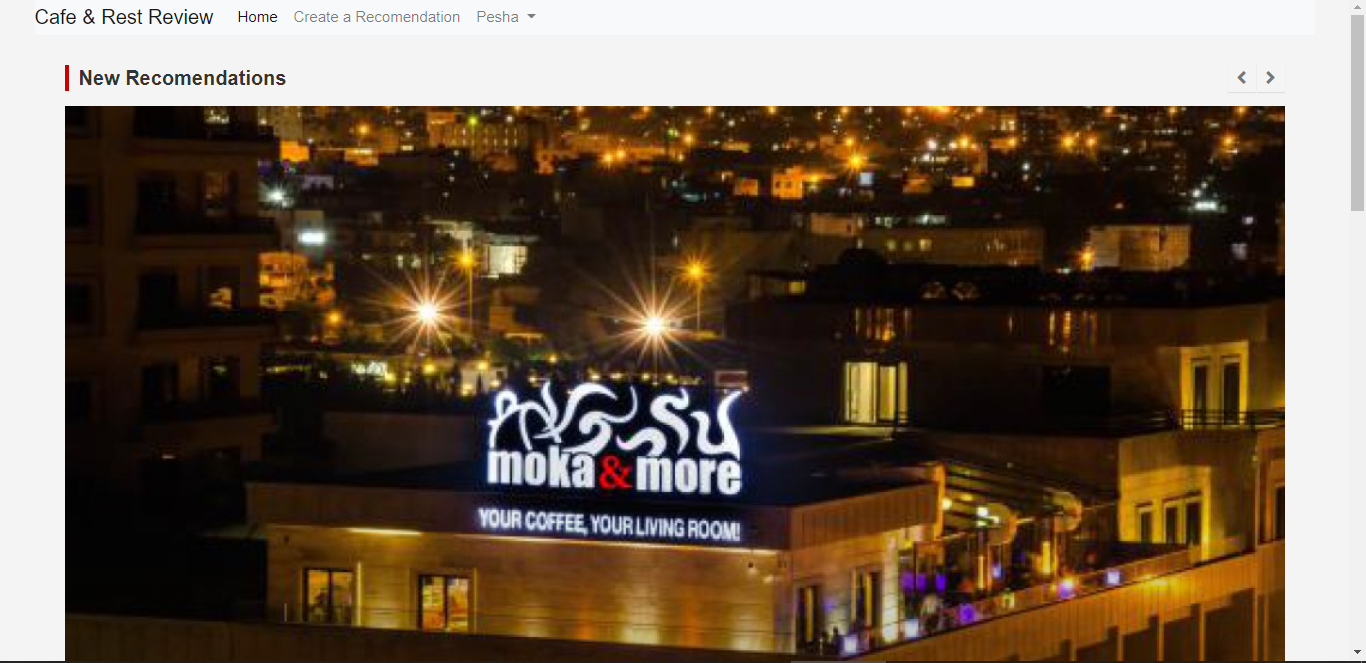 Cafe & Rest Review Home Create a Recomendation Pesha
New Recomendations
moka&more
YOUR COFFEE, YOUR LIVING ROOM!